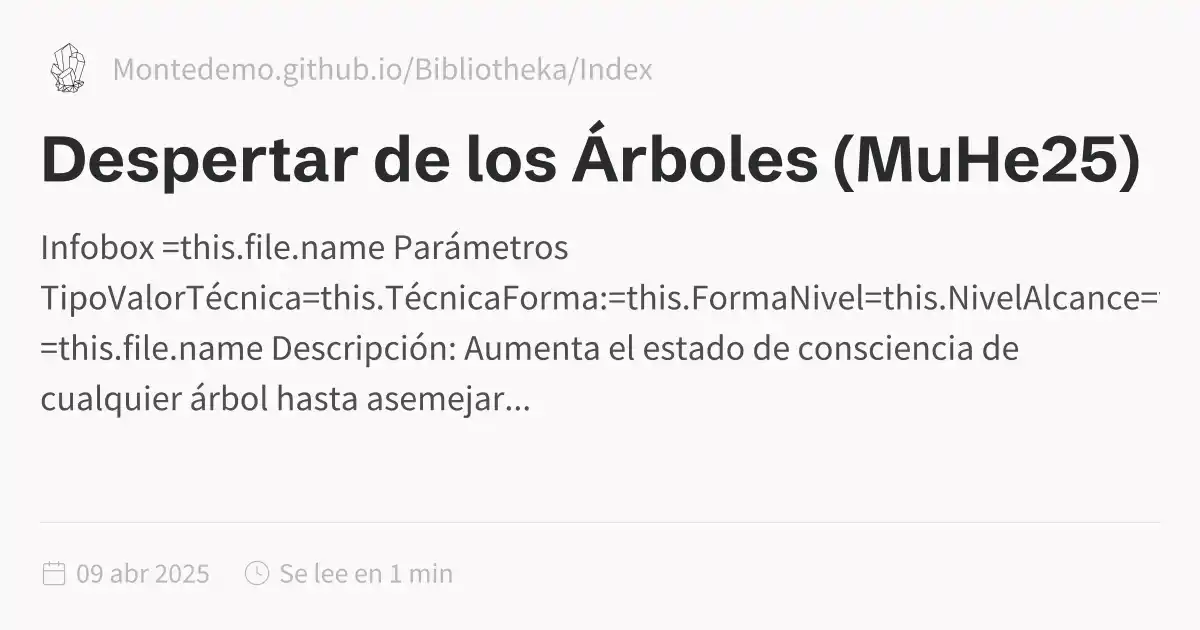 Montedemo.github.io/Bibliotheka/Index
Despertar de los Árboles (MuHe25)
Infobox =this.file.name Parámetros
TipoValorTécnica=this.TécnicaForma:=this.FormaNivel=this.NivelAlcance=
=this.file.name Descripción: Aumenta el estado de consciencia de
cualquier árbol hasta asemejar...
09 abr 2025
Se lee en 1 min